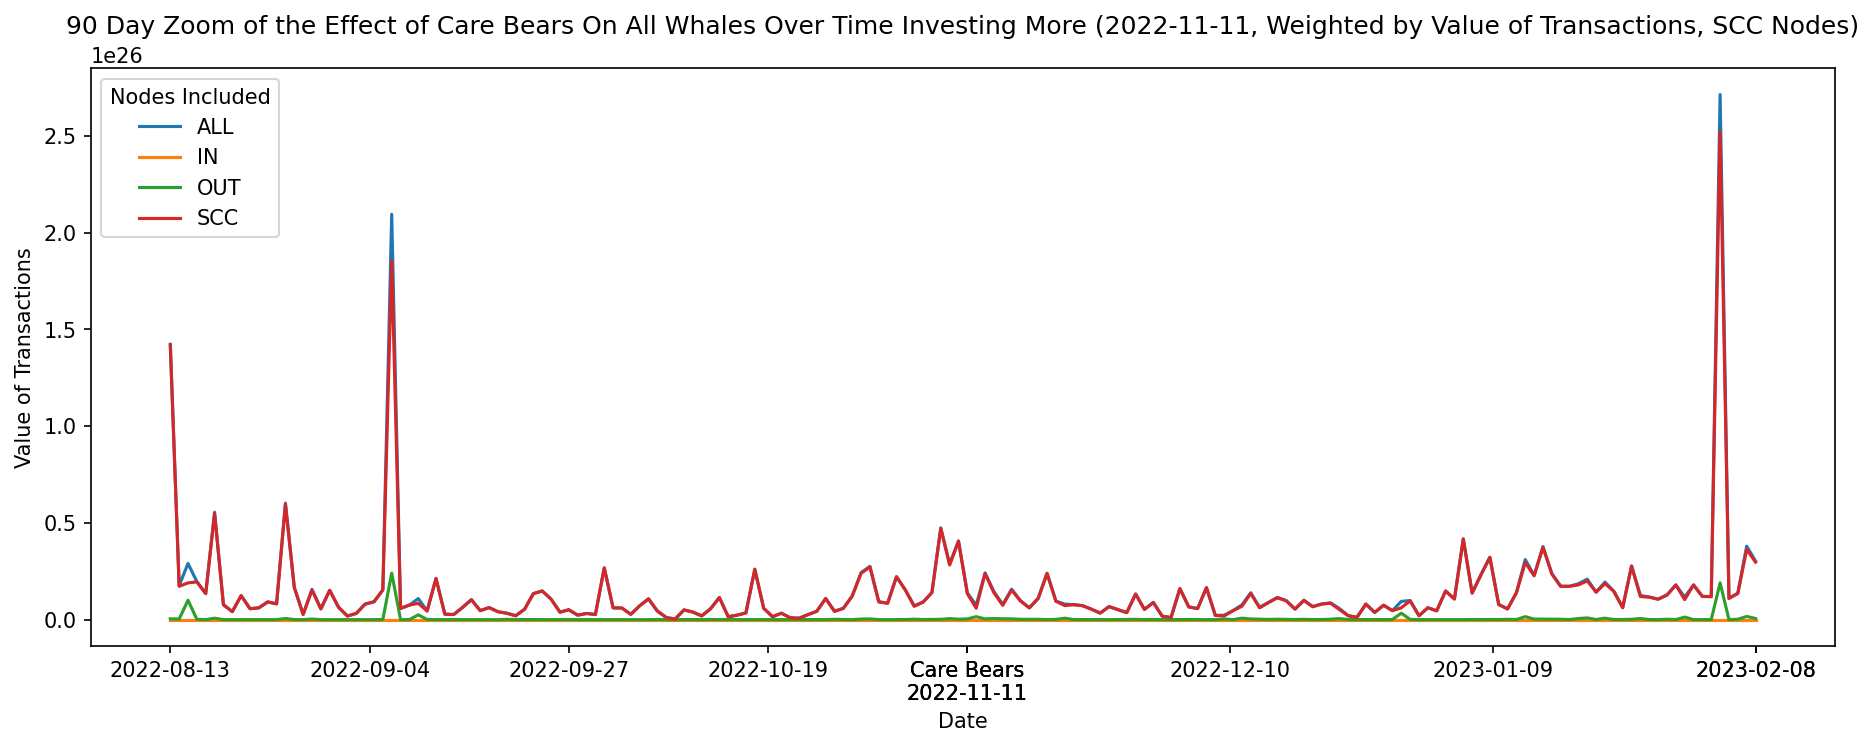 90 Day Zoom of the Effect of Care Bears On All Whales Over Time Investing More (2022-11-11, Weighted by Value of Transactions, SCC Nodes)
1e26
Nodes Included
ALL
IN
OUT
SCC
2.5
2.0
1.5
1.0
0.5
0.0
Value of Transactions
2022-08-13
2022-09-04
2022-09-27
2022-10-19
Care Bears
2022-11-11
2022-12-10
2023-01-09
2023-02-08
Date